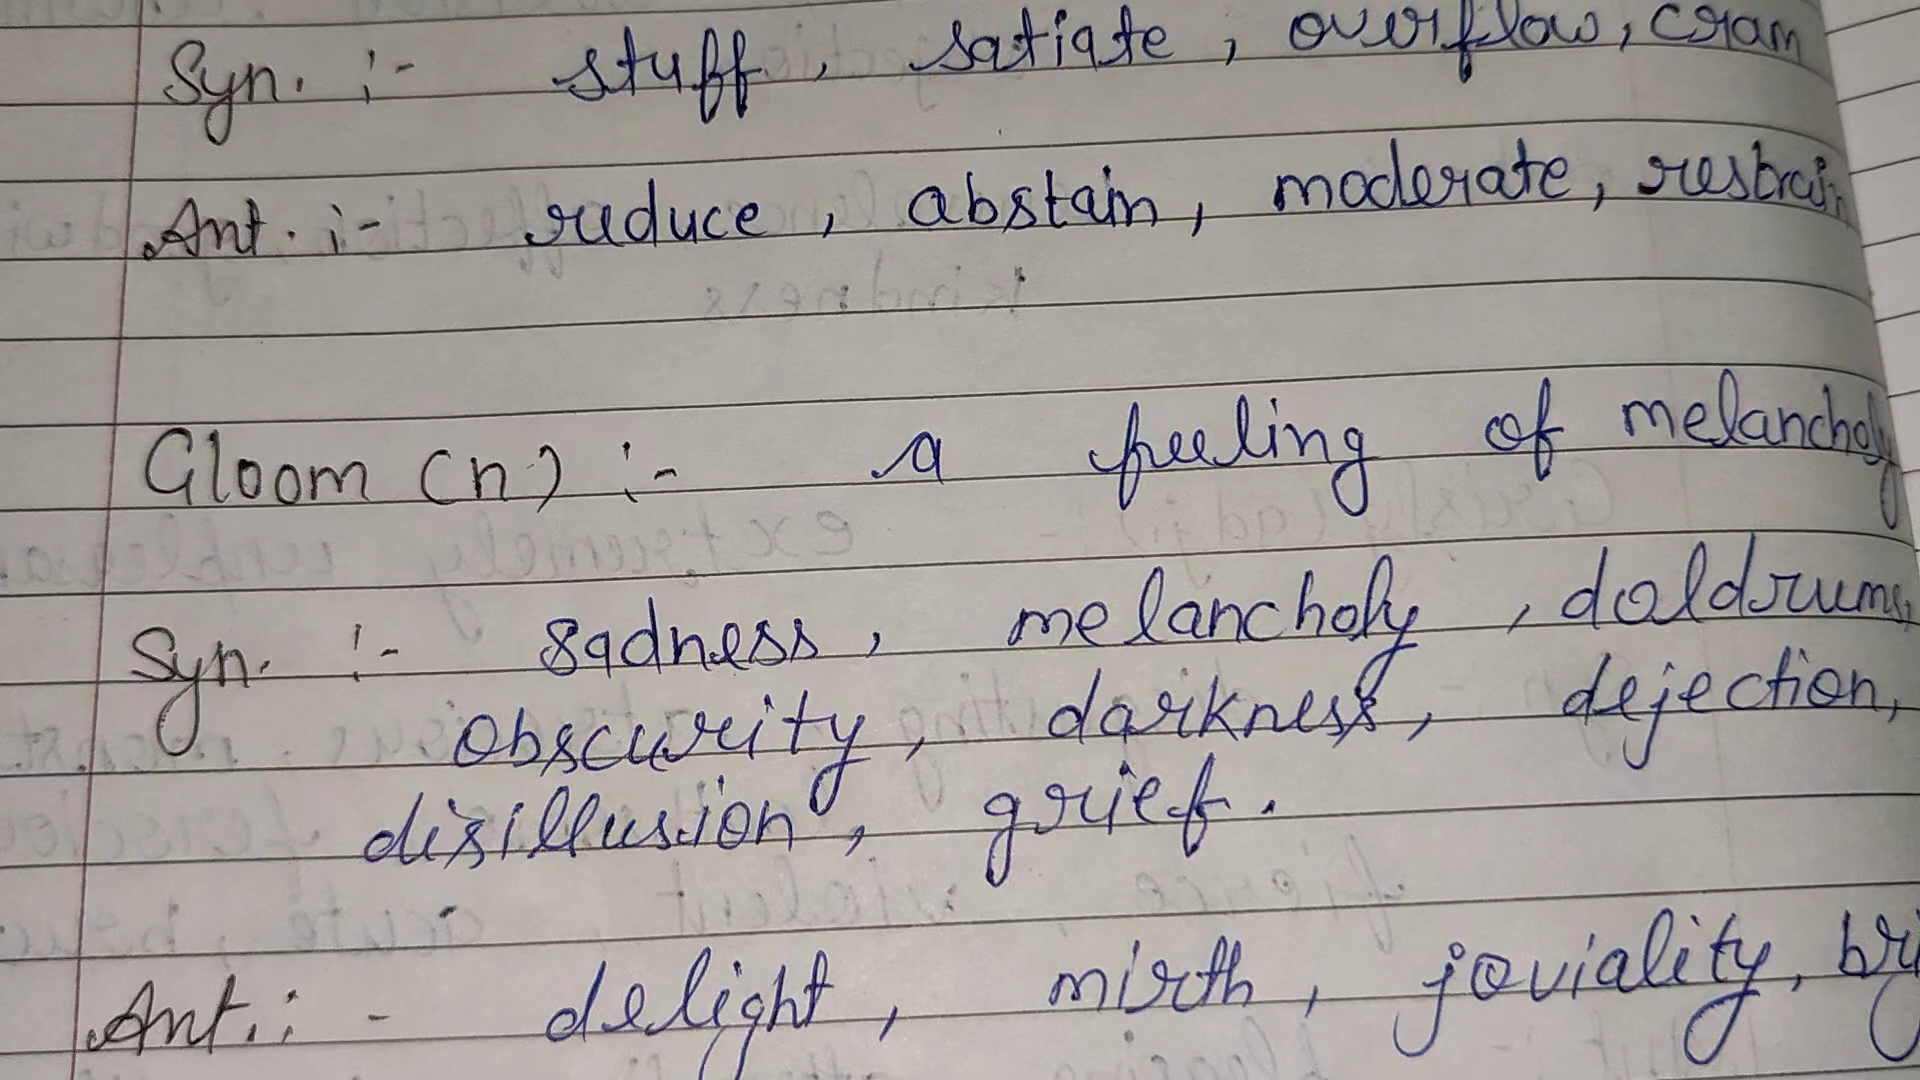 Syn. :- stuff, satiate, overflow, cram
Ant. :- reduce, abstain, moderate, restrain
Gloom (n) :- a feeling of melancholy
Syn. :- sadness, melancholy, doldrums,
obscurity, darkness, dejection,
disillusion, grief.
Ant. :- delight, mirth, joviality,